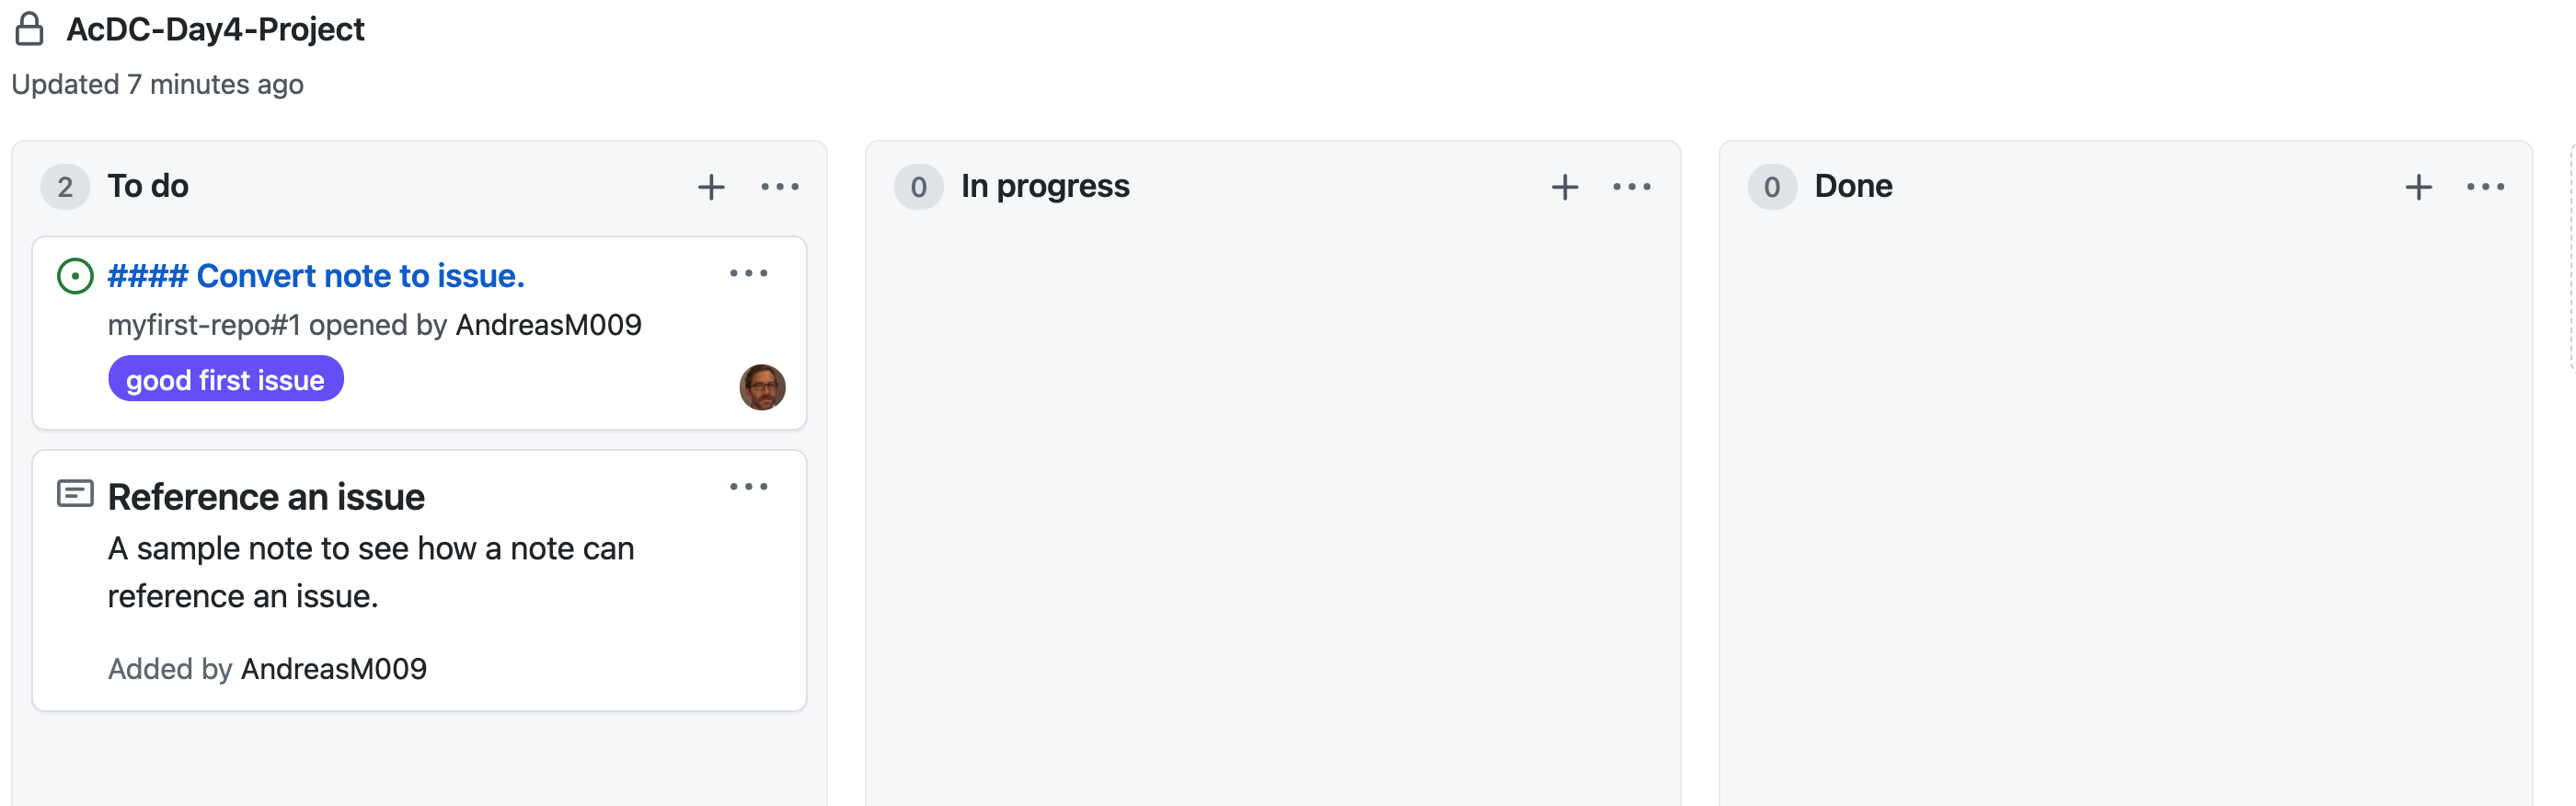 AcDC-Day4-Project
Updated 7 minutes ago
2 To do
#### Convert note to issue.
myfirst-repo#1 opened by AndreasM009
good first issue
Reference an issue
A sample note to see how a note can
reference an issue.
Added by AndreasM009
0 In progress
0 Done